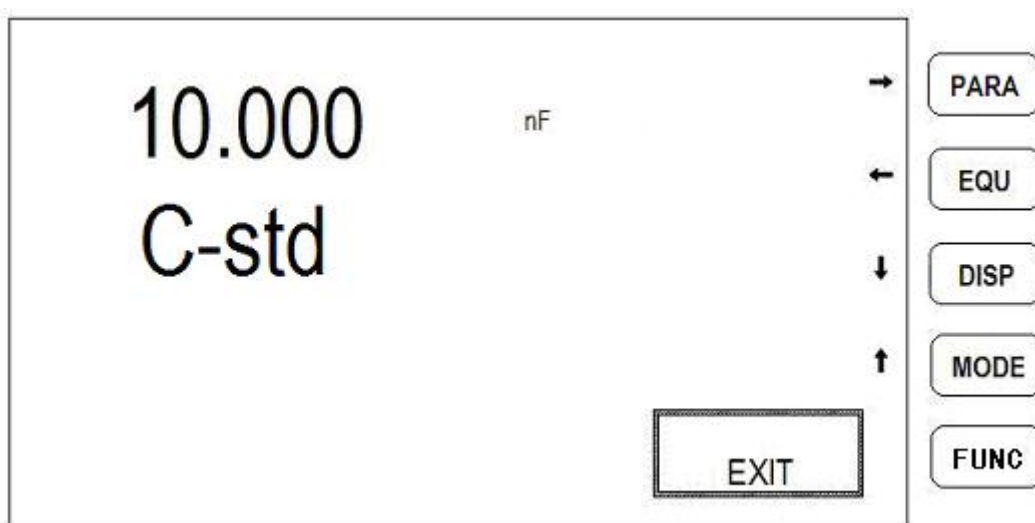 10.000 nF
C-std
EXIT
→ PARA
← EQU
↓ DISP
↑ MODE
FUNC